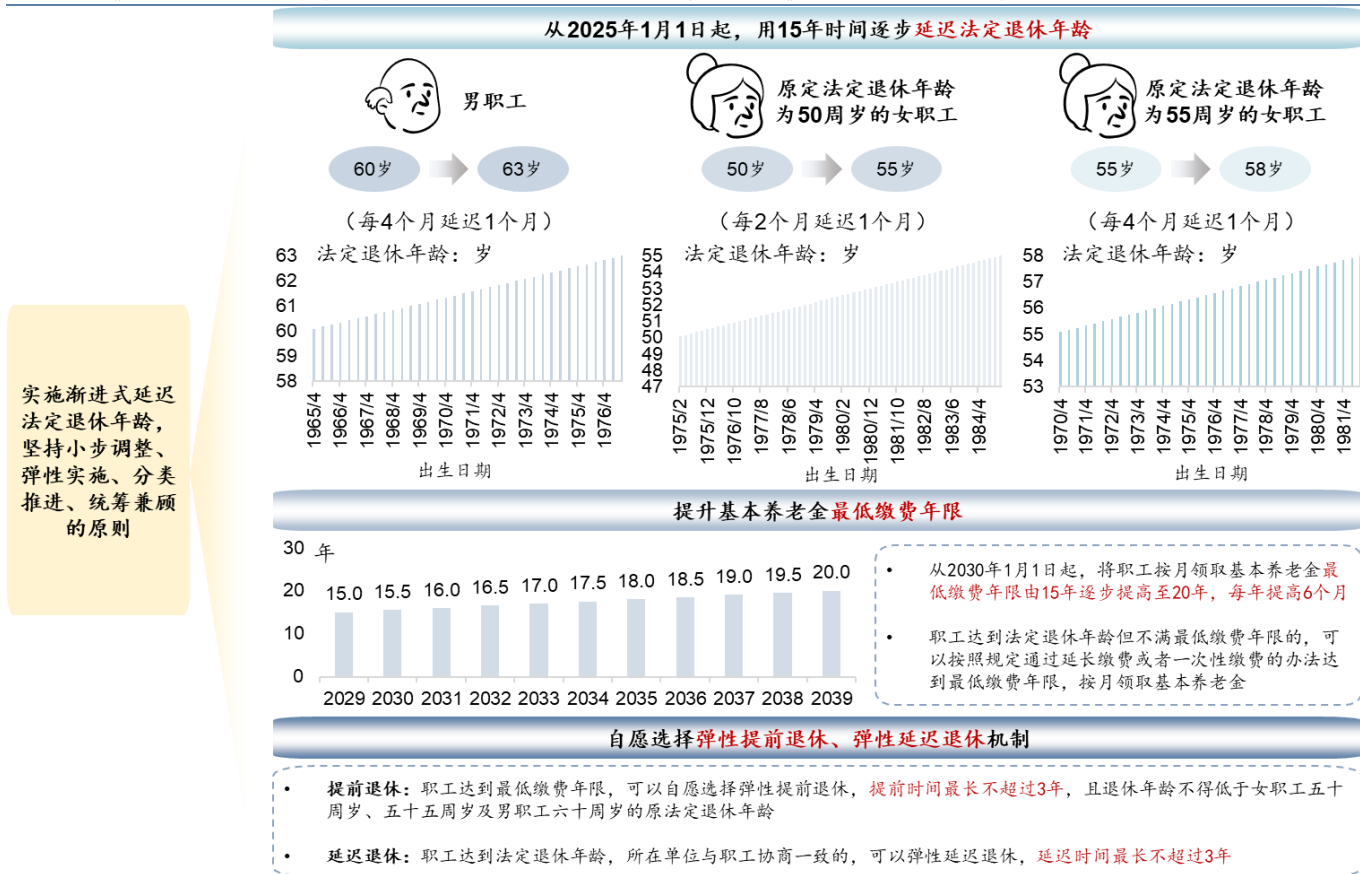 从2025年1月1日起，用15年时间逐步延迟法定退休年龄
男职工
60岁
63岁
（每4个月延迟1个月）
法定退休年龄：岁
63
62
61
60
59
58
1965/4
1966/4
1967/4
1968/4
1969/4
1970/4
1971/4
1972/4
1973/4
1974/4
1975/4
1976/4
出生日期
原定法定退休年龄
为50周岁的女职工
50岁
55岁
（每2个月延迟1个月）
法定退休年龄：岁
55
54
53
52
51
50
49
48
47
1975/2
1975/12
1976/10
1977/8
1978/6
1979/4
1980/2
1980/12
1981/10
1982/8
1983/6
1984/4
出生日期
原定法定退休年龄
为55周岁的女职工
55岁
58岁
（每4个月延迟1个月）
法定退休年龄：岁
58
57
56
55
54
53
1970/4
1971/4
1972/4
1973/4
1974/4
1975/4
1976/4
1977/4
1978/4
1979/4
1980/4
1981/4
出生日期
实施渐进式延迟
法定退休年龄，
坚持小步调整、
弹性实施、分类
推进、统筹兼顾
的原则
提升基本养老金最低缴费年限
年
30
20
10
0
15.0 15.5 16.0 16.5 17.0 17.5 18.0 18.5 19.0 19.5 20.0
2029 2030 2031 2032 2033 2034 2035 2036 2037 2038 2039
• 从2030年1月1日起，将职工按月领取基本养老金最
低缴费年限由15年逐步提高至20年，每年提高6个月
• 职工达到法定退休年龄但不满最低缴费年限的，可
以按照规定通过延长缴费或者一次性缴费的办法达
到最低缴费年限，按月领取基本养老金
自愿选择弹性提前退休、弹性延迟退休机制
• 提前退休：职工达到最低缴费年限，可以自愿选择弹性提前退休，提前时间最长不超过3年，且退休年龄不得低于女职工五十
周岁、五十五周岁及男职工六十周岁的原法定退休年龄
• 延迟退休：职工达到法定退休年龄，所在单位与职工协商一致的，可以弹性延迟退休，延迟时间最长不超过3年